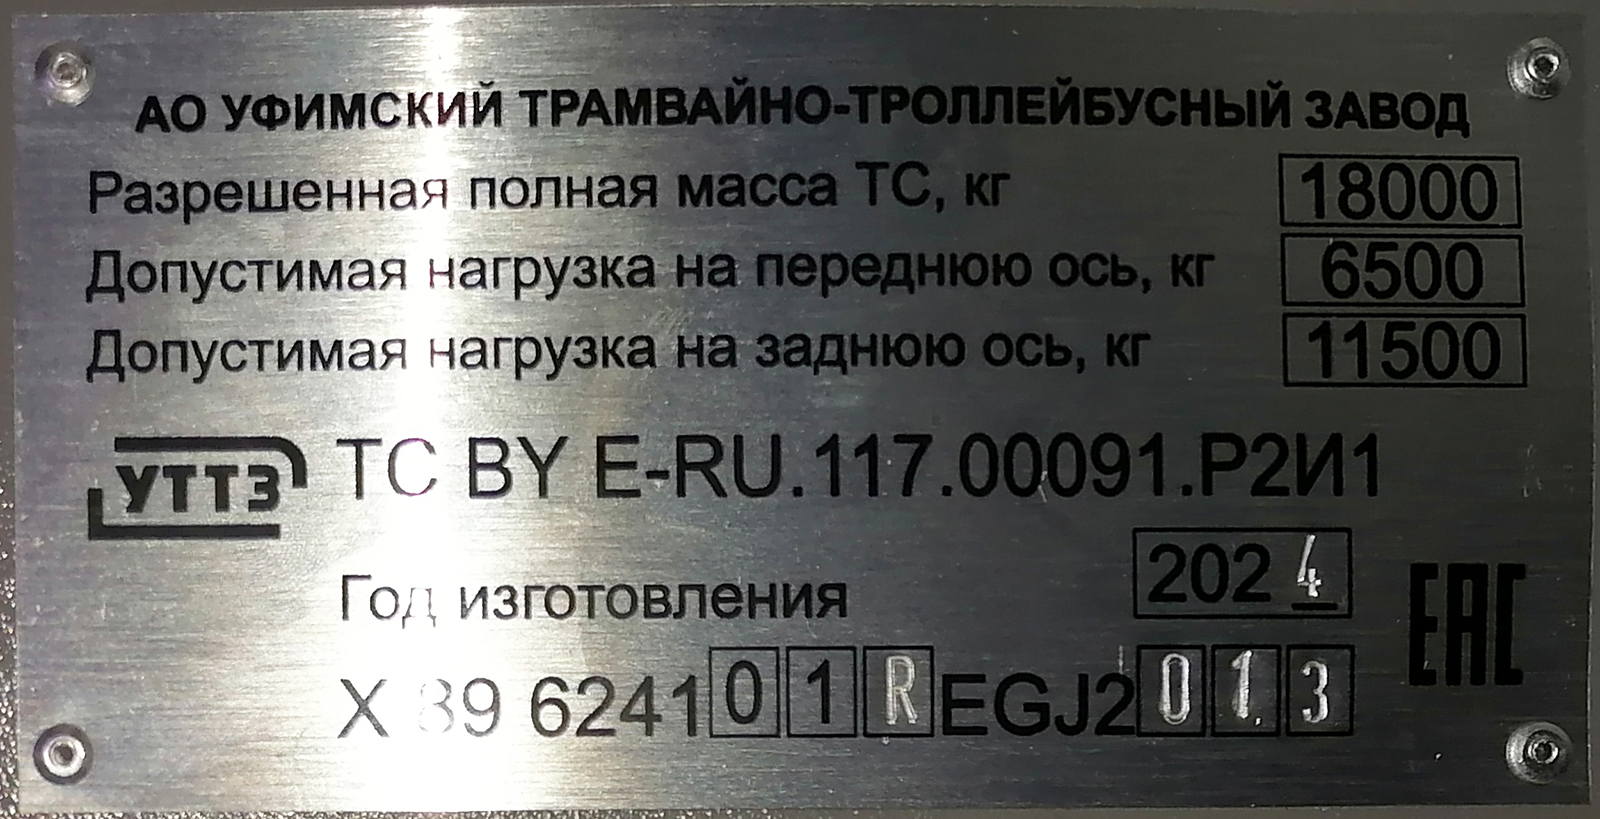 АО УФИМСКИЙ ТРАМВАЙНО-ТРОЛЛЕЙБУСНЫЙ ЗАВОД
Разрешенная полная масса ТС, кг 18000
Допустимая нагрузка на переднюю ось, кг 6500
Допустимая нагрузка на заднюю ось, кг 11500
УТТЗ ТС BY E-RU.117.00091.Р2И1
Год изготовления 2024
EAC
X 89 624101REGJ2013